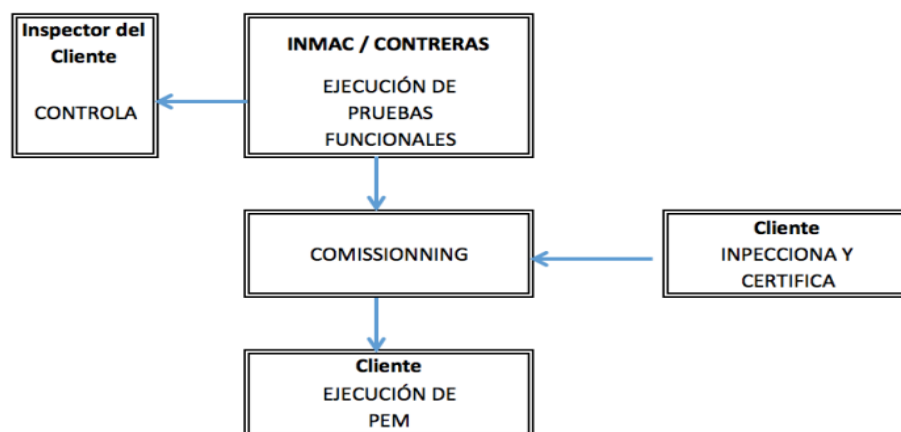 Inspector del
Cliente
CONTROLA
INMAC / CONTRERAS
EJECUCIÓN DE
PRUEBAS
FUNCIONALES
COMISSIONNING
Cliente
INPECCIONA Y
CERTIFICA
Cliente
EJECUCIÓN DE
PEM